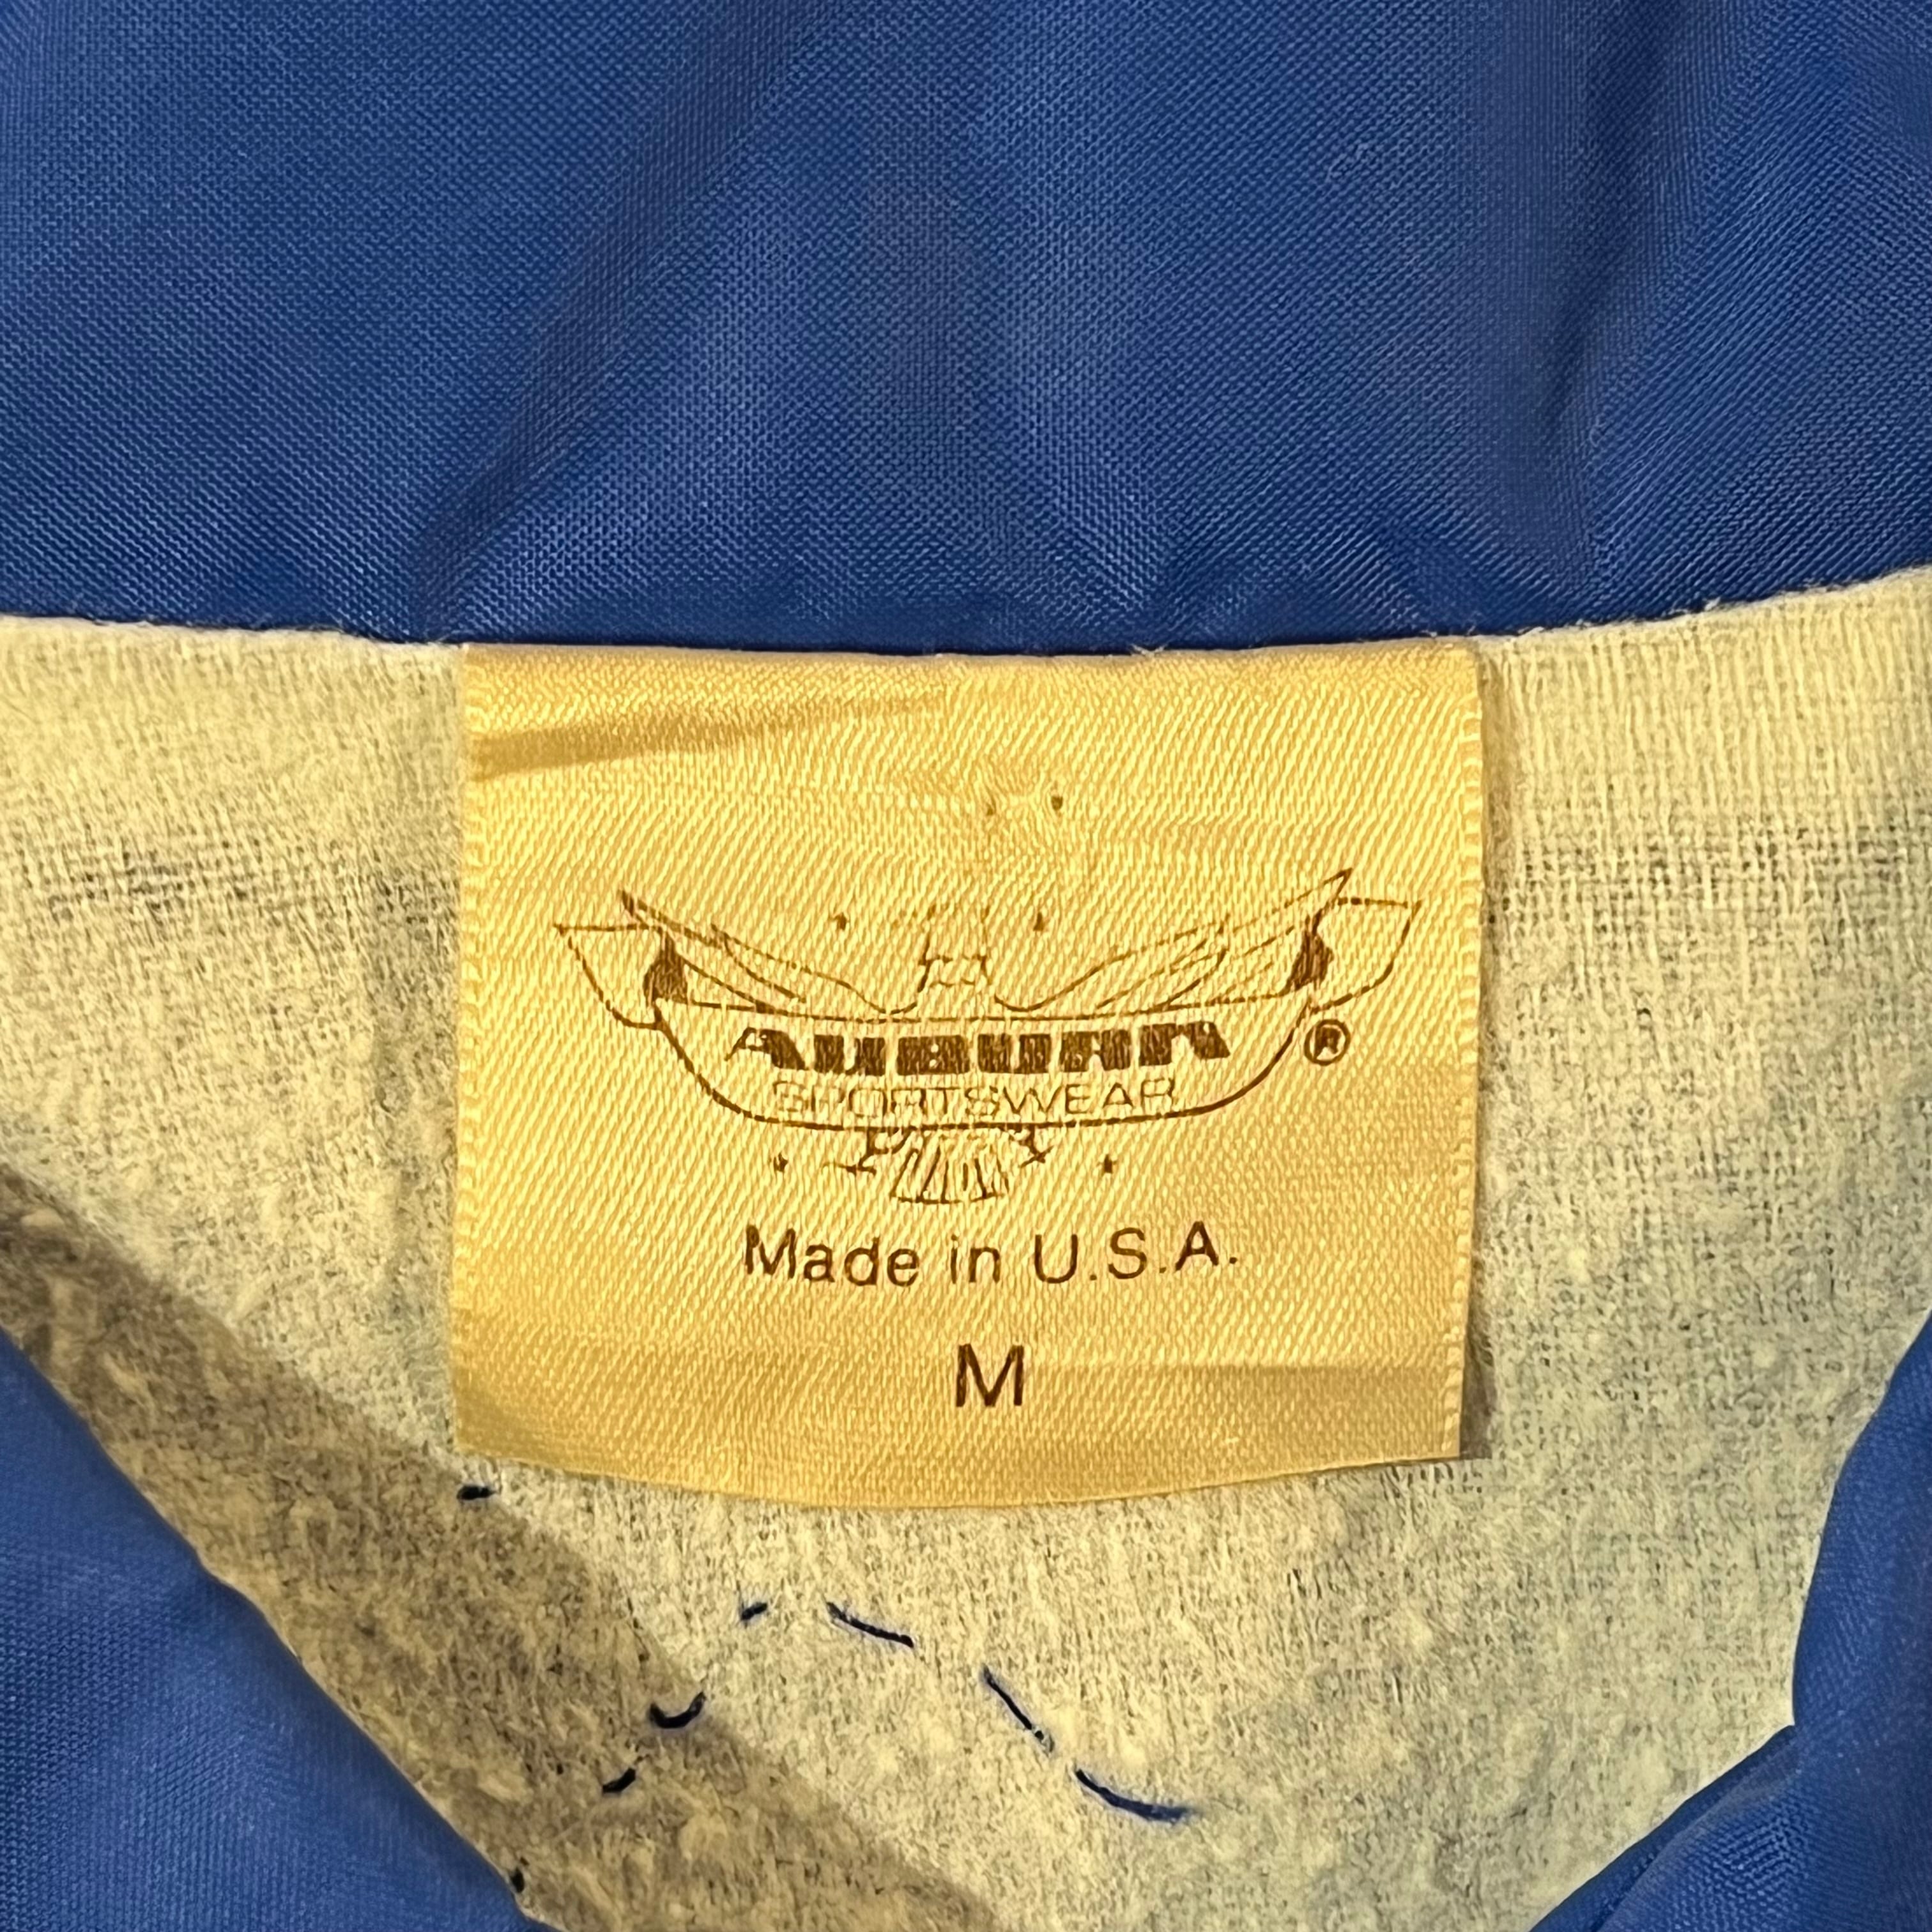 AUBURN
SPORTSWEAR
®
Made in U.S.A.
M